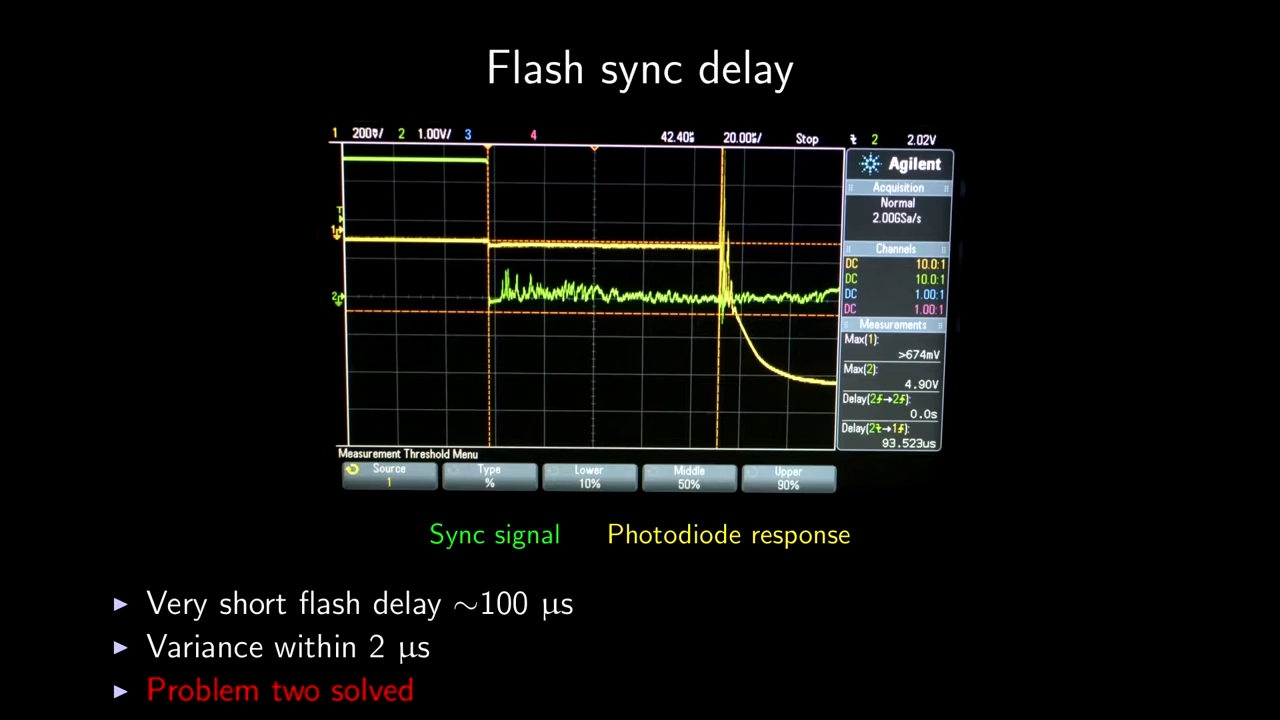 Flash sync delay
1 200▿/ 2 1.00V/ 3 4 42.40s 20.00s/ Stop 2 2.02V
Agilent
Acquisition
Normal
2.00GSa/s
Channels
DC 10.0:1
DC 10.0:1
DC 1.00:1
DC 1.00:1
Measurements
Max(1):
>674mV
Max(2):
4.90V
Delay(2→2):
0.0s
Delay(2→1):
93.523us
T
1
2
Measurement Threshold Menu
Source Type Lower Middle Upper
1 % 10% 50% 90%
Sync signal Photodiode response
▶ Very short flash delay ~100 µs
▶ Variance within 2 µs
▶ Problem two solved